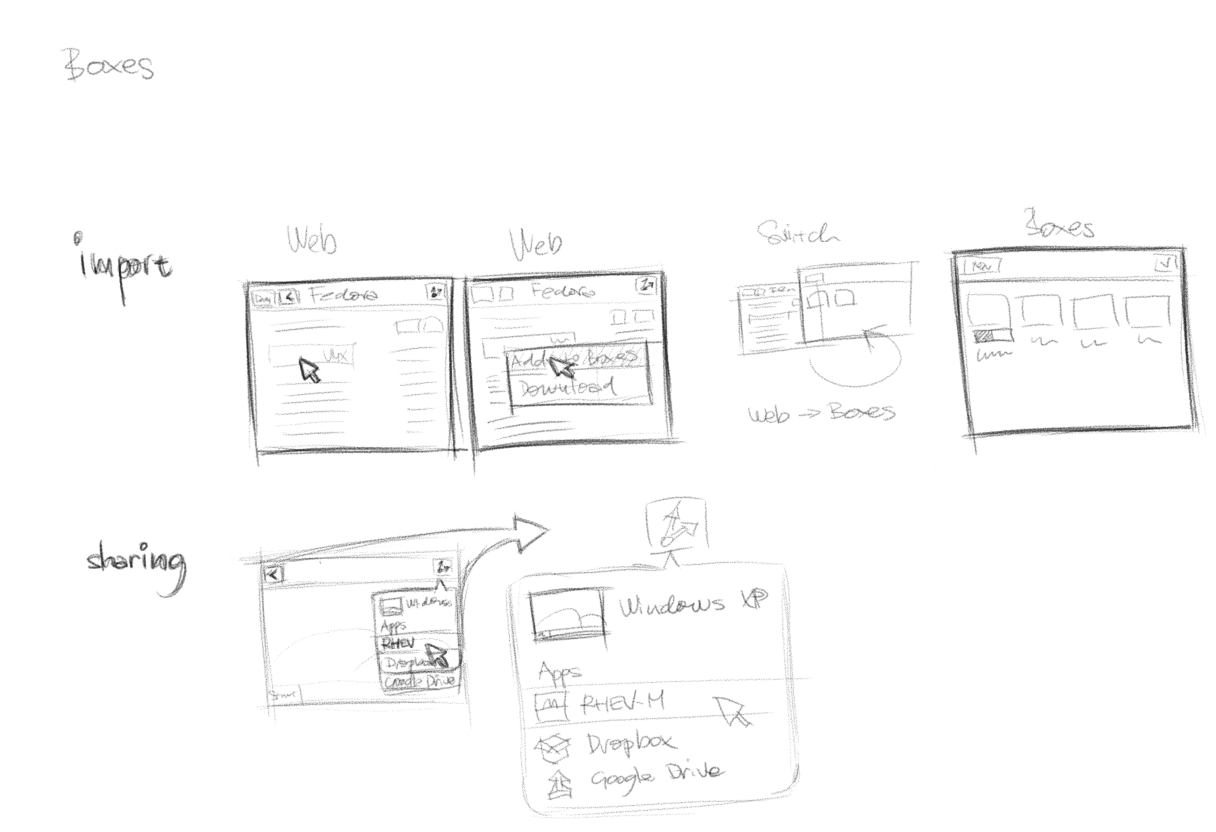 Boxes
import
Web
Web
Switch
Boxes
Fedora
Fedora
Add to Boxes
Download
New
Web → Boxes
sharing
Windows
Apps
RHEV
Dropbox
Google Drive
Start
Windows XP
Apps
RHEV-M
Dropbox
Google Drive